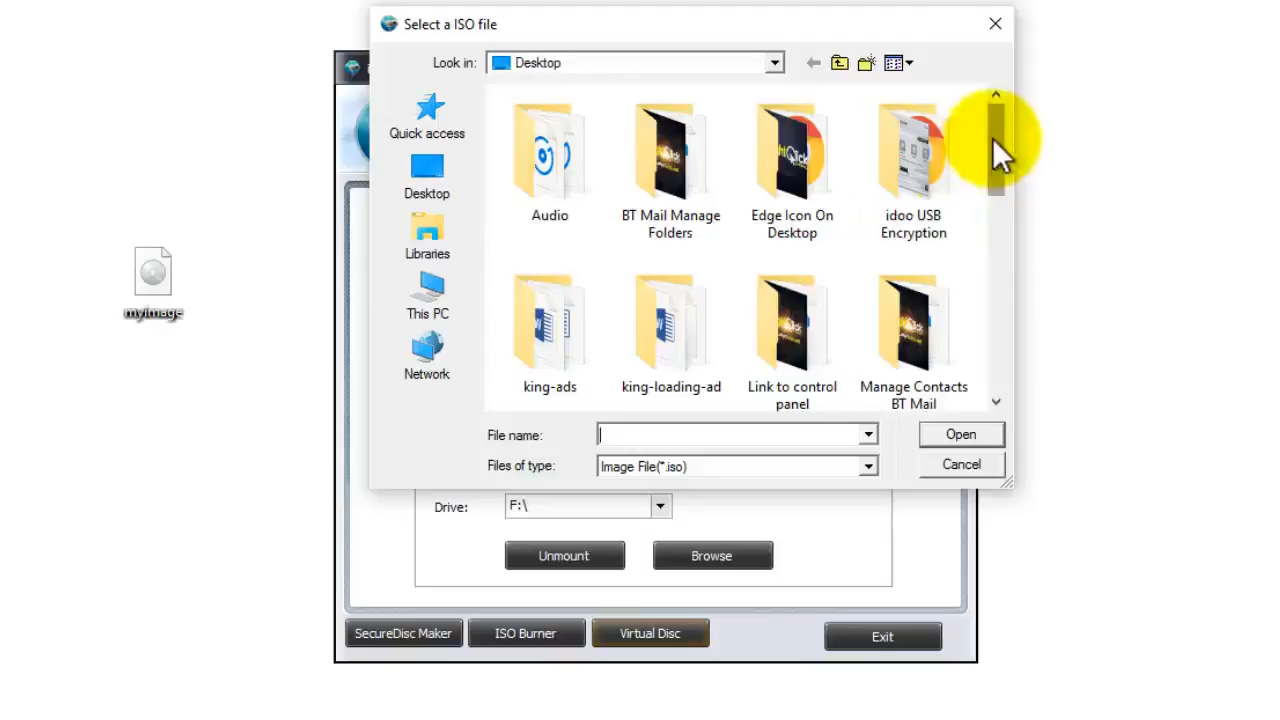 Select a ISO file
Look in:
Desktop
Quick access
Desktop
Libraries
This PC
Network
Audio
BT Mail Manage
Folders
Edge Icon On
Desktop
idoo USB
Encryption
king-ads
king-loading-ad
Link to control
panel
Manage Contacts
BT Mail
File name:
Open
Files of type:
Image File(*.iso)
Cancel
myimage
Drive:
F:\
Unmount
Browse
SecureDisc Maker
ISO Burner
Virtual Disc
Exit